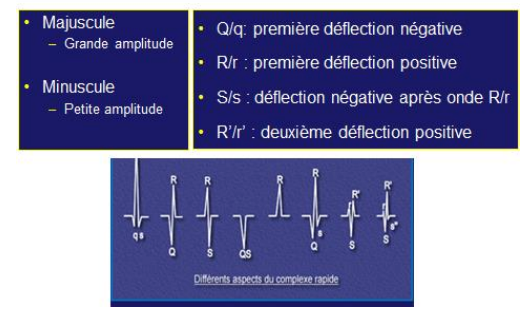 • Majuscule
– Grande amplitude
• Minuscule
– Petite amplitude
• Q/q: première déflection négative
• R/r : première déflection positive
• S/s : déflection négative après onde R/r
• R'/r' : deuxième déflection positive
R R R R R' R'
r r
qs Q S QS Q s S S s'
Différents aspects du complexe rapide